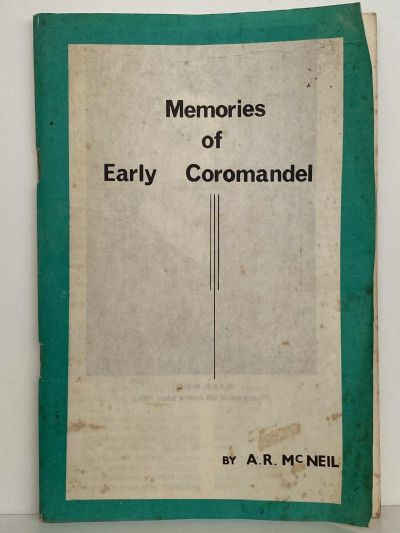 Memories
of
Early Coromandel
BY A.R. McNEIL